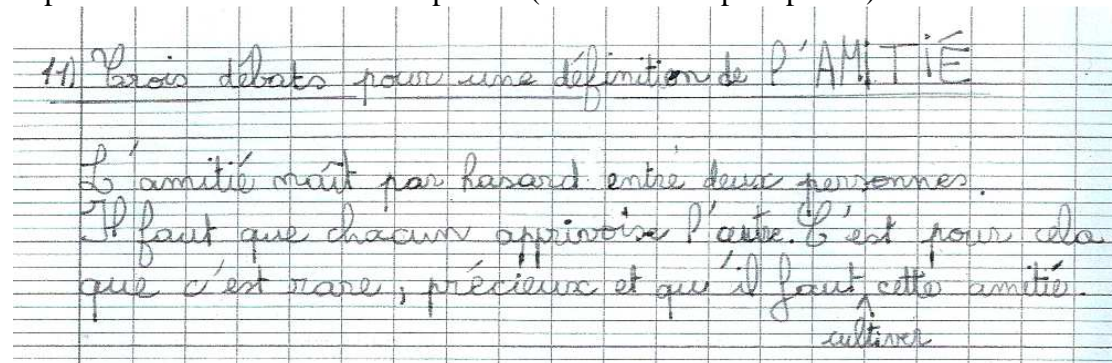 11) Trois débats pour une définition de l'AMITIÉ
L'amitié naît par hasard entre deux personnes.
Il faut que chacun apprivoise l'autre. C'est pour cela
que c'est rare, précieux et qu'il faut cette amitié.
cultiver